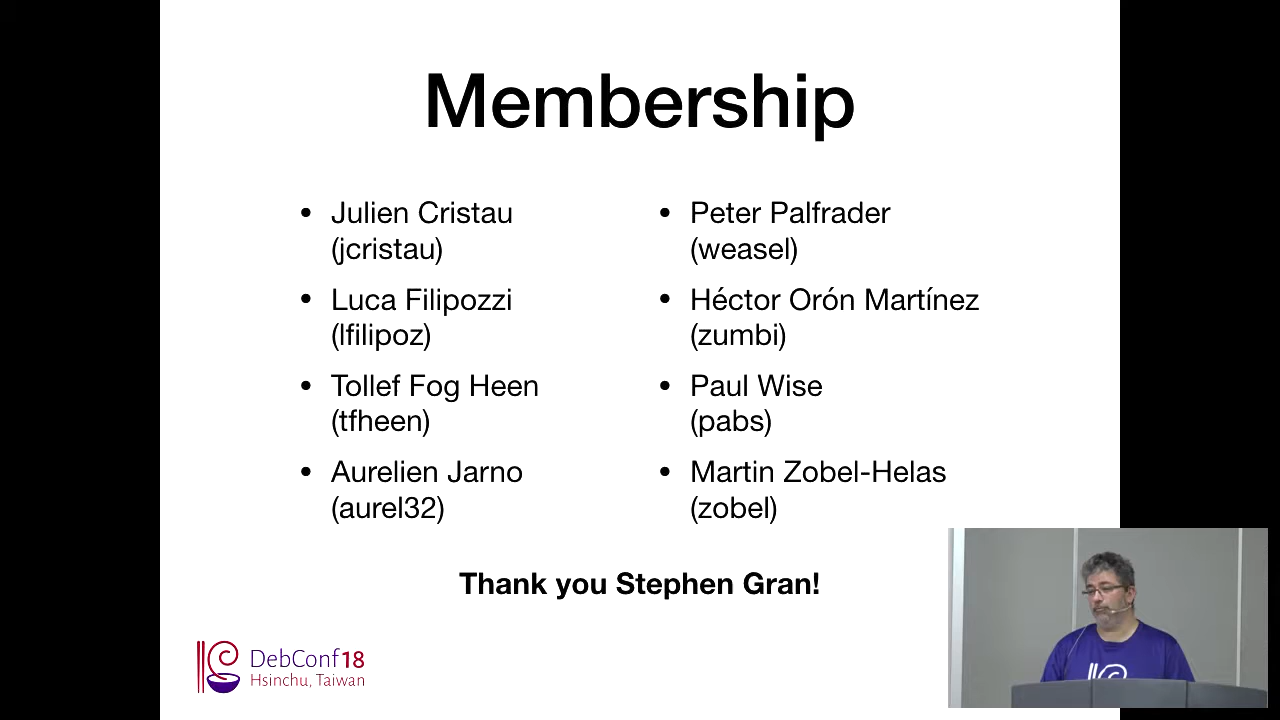 Membership
• Julien Cristau
(jcristau)
• Luca Filipozzi
(lfilipoz)
• Tollef Fog Heen
(tfheen)
• Aurelien Jarno
(aurel32)
• Peter Palfrader
(weasel)
• Héctor Orón Martínez
(zumbi)
• Paul Wise
(pabs)
• Martin Zobel-Helas
(zobel)
Thank you Stephen Gran!
DebConf18
Hsinchu, Taiwan